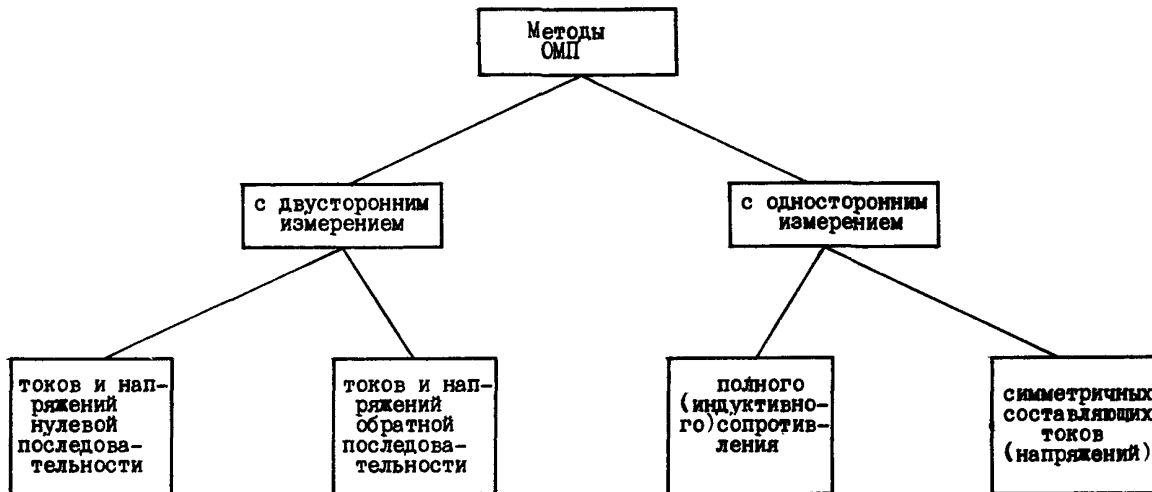 Методы
ОМП
с двусторонним
измерением
с односторонним
измерением
токов и нап-
ряжений
нулевой
последова-
тельности
токов и нап-
ряжений
обратной
последова-
тельности
полного
(индуктивно-
го)сопротив-
ления
симметричных
составляющих
токов
(напряжений)